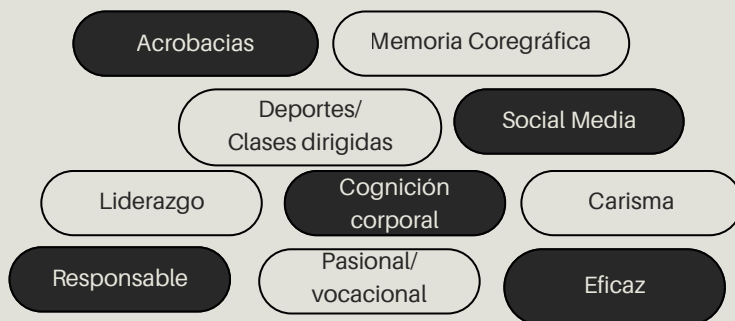 Acrobacias
Memoria Coregráfica
Deportes/
Clases dirigidas
Social Media
Liderazgo
Cognición
corporal
Carisma
Responsable
Pasional/
vocacional
Eficaz